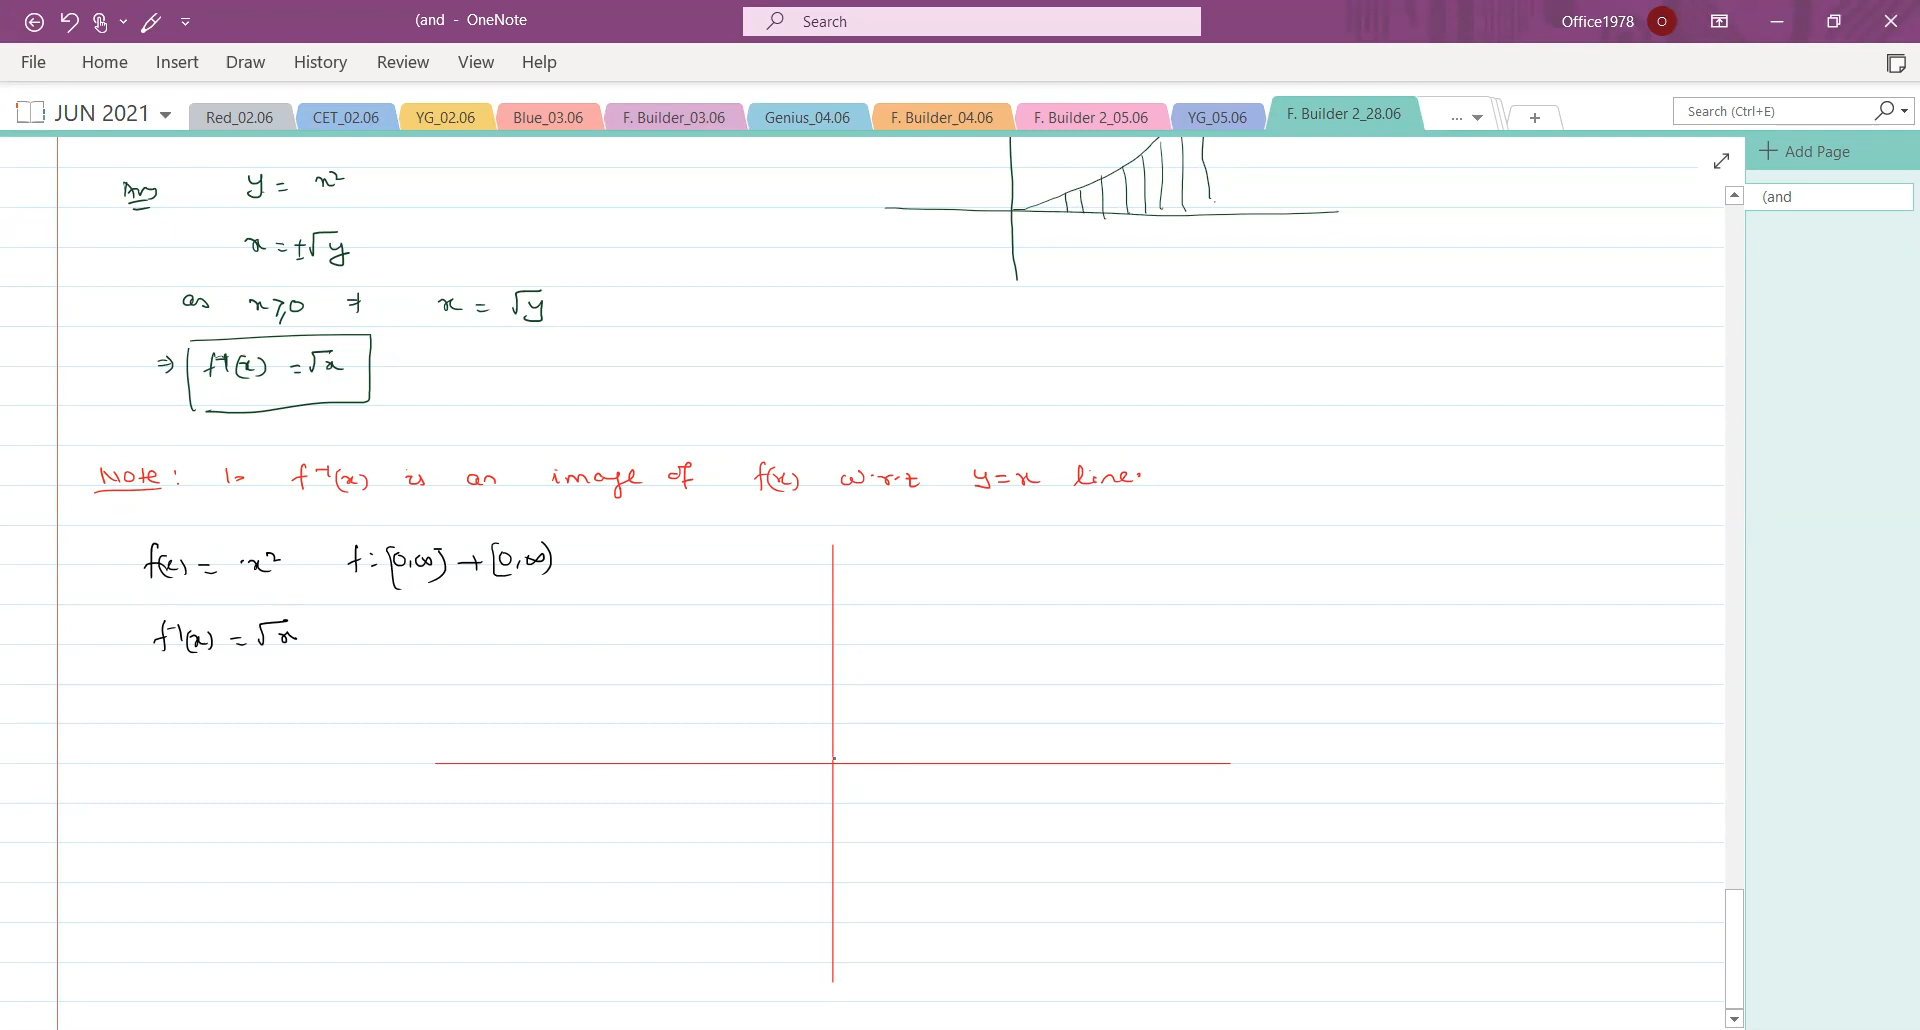 (and - OneNote
Search
Office1978
O
File Home Insert Draw History Review View Help
JUN 2021
Red_02.06 CET_02.06 YG_02.06 Blue_03.06 F. Builder_03.06 Genius_04.06 F. Builder_04.06 F. Builder 2_05.06 YG_05.06 F. Builder 2_28.06 ... +
Search (Ctrl+E)
Add Page
(and
Ans y = x²
x = ±√y
as x ≥ 0 ⇒ x = √y
⇒ f⁻¹(x) = √x
Note: 1. f⁻¹(x) is an image of f(x) w.r.t y=x line.
f(x) = x² f: [0,∞) → [0,∞)
f⁻¹(x) = √x